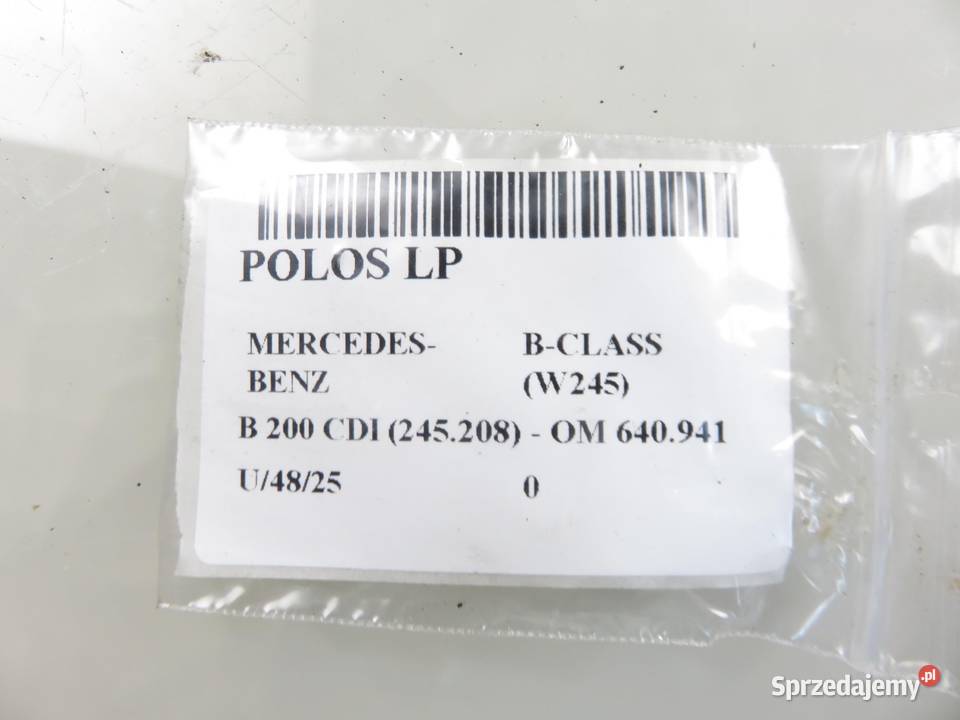 POLOS LP
MERCEDES-
BENZ
B-CLASS
(W245)
B 200 CDI (245.208) - OM 640.941
U/48/25
0
Sprzedajemy.pl